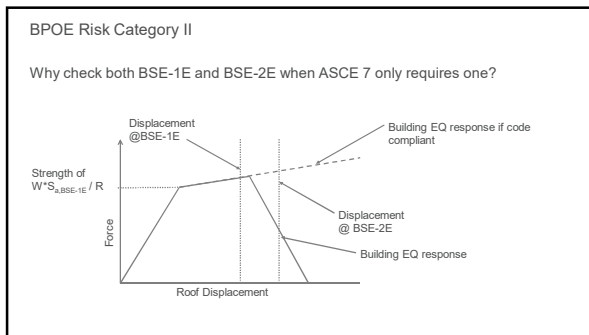 BPOE Risk Category II
Why check both BSE-1E and BSE-2E when ASCE 7 only requires one?
Displacement
@BSE-1E
Building EQ response if code
compliant
Strength of
W*Sa,BSE-1E / R
Displacement
@ BSE-2E
Force
Building EQ response
Roof Displacement